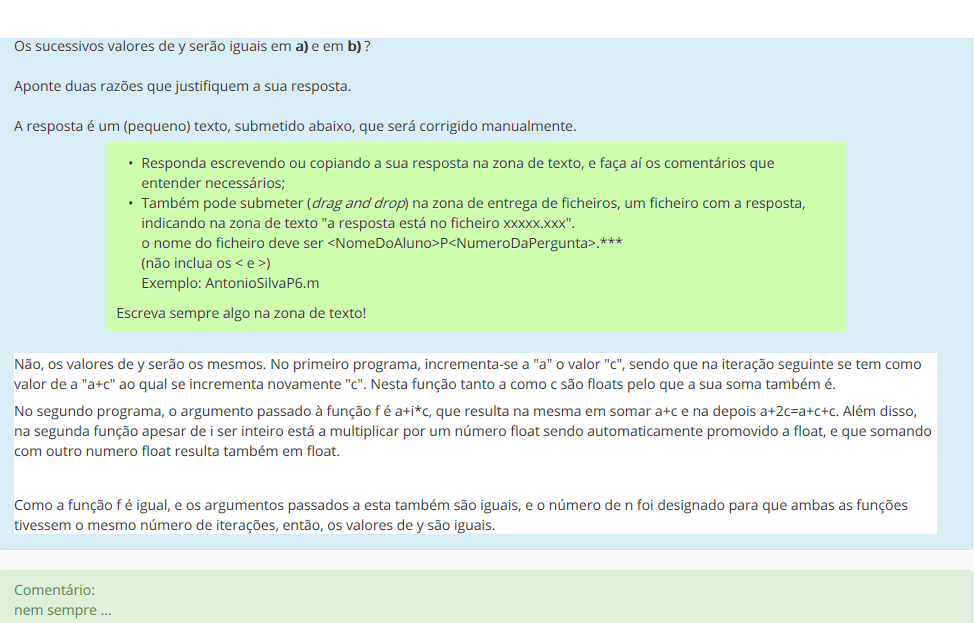 Os sucessivos valores de y serão iguais em a) e em b) ?
Aponte duas razões que justifiquem a sua resposta.
A resposta é um (pequeno) texto, submetido abaixo, que será corrigido manualmente.
• Responda escrevendo ou copiando a sua resposta na zona de texto, e faça aí os comentários que
entender necessários;
• Também pode submeter (drag and drop) na zona de entrega de ficheiros, um ficheiro com a resposta,
indicando na zona de texto "a resposta está no ficheiro xxxxx.xxx".
o nome do ficheiro deve ser <NomeDoAluno>P<NumeroDaPergunta>.***
(não inclua os < e >)
Exemplo: AntonioSilvaP6.m
Escreva sempre algo na zona de texto!
Não, os valores de y serão os mesmos. No primeiro programa, incrementa-se a "a" o valor "c", sendo que na iteração seguinte se tem como
valor de a "a+c" ao qual se incrementa novamente "c". Nesta função tanto a como c são floats pelo que a sua soma também é.
No segundo programa, o argumento passado à função f é a+i*c, que resulta na mesma em somar a+c e na depois a+2c=a+c+c. Além disso,
na segunda função apesar de i ser inteiro está a multiplicar por um número float sendo automaticamente promovido a float, e que somando
com outro numero float resulta também em float.
Como a função f é igual, e os argumentos passados a esta também são iguais, e o número de n foi designado para que ambas as funções
tivessem o mesmo número de iterações, então, os valores de y são iguais.
Comentário:
nem sempre ...